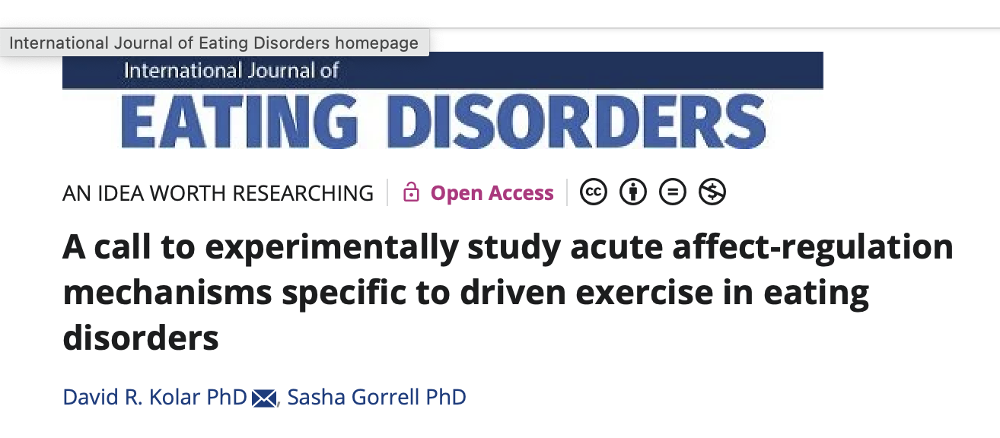 International Journal of Eating Disorders homepage
International Journal of
EATING DISORDERS
AN IDEA WORTH RESEARCHING Open Access cc
A call to experimentally study acute affect-regulation
mechanisms specific to driven exercise in eating
disorders
David R. Kolar PhD, Sasha Gorrell PhD